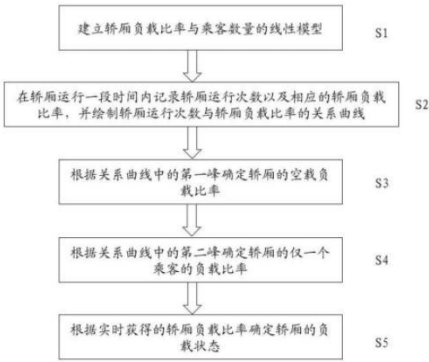 建立轿厢负载比率与乘客数量的线性模型
S1
在轿厢运行一段时间内记录轿厢运行次数以及相应的轿厢负载
比率，并绘制轿厢运行次数与轿厢负载比率的关系曲线
S2
根据关系曲线中的第一峰确定轿厢的空载负
载比率
S3
根据关系曲线中的第二峰确定轿厢的仅一个
乘客的负载比率
S4
根据实时获得的轿厢负载比率确定轿厢的负
载状态
S5